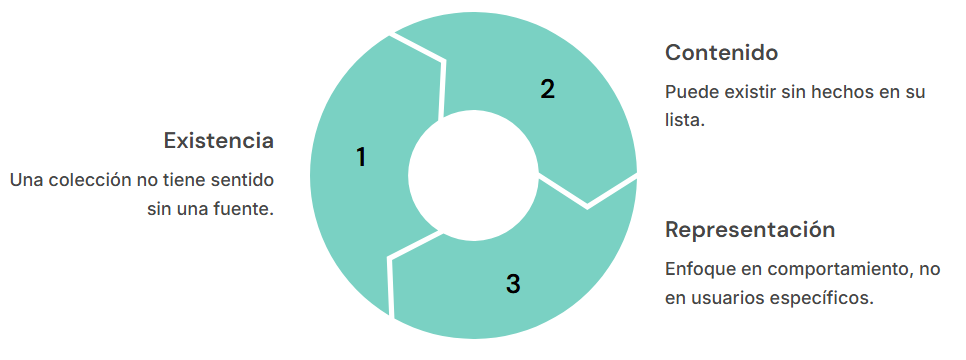 Existencia
Una colección no tiene sentido
sin una fuente.
1
2
Contenido
Puede existir sin hechos en su
lista.
3
Representación
Enfoque en comportamiento, no
en usuarios específicos.